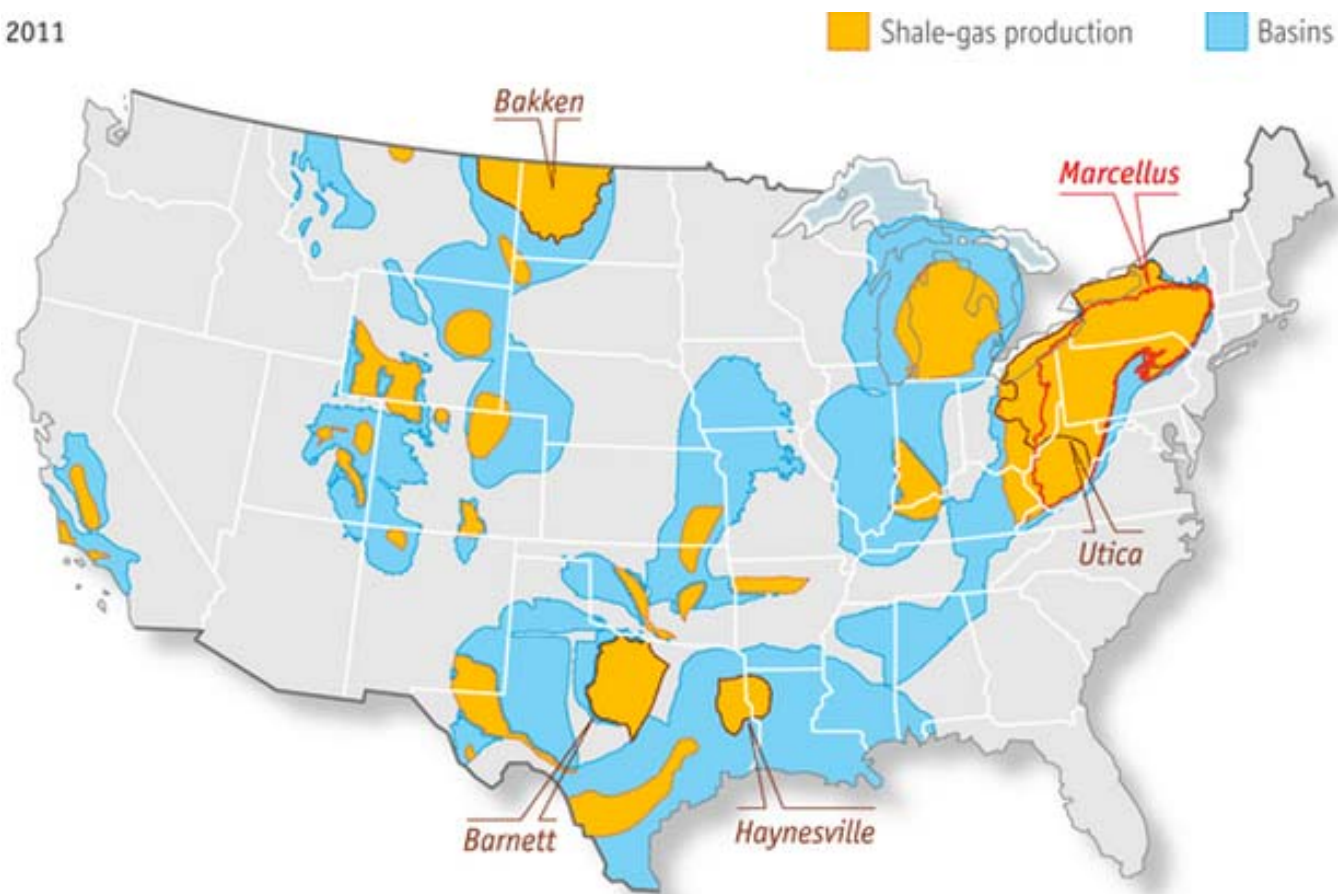 2011
Shale-gas production
Basins
Bakken
Marcellus
Utica
Barnett
Haynesville